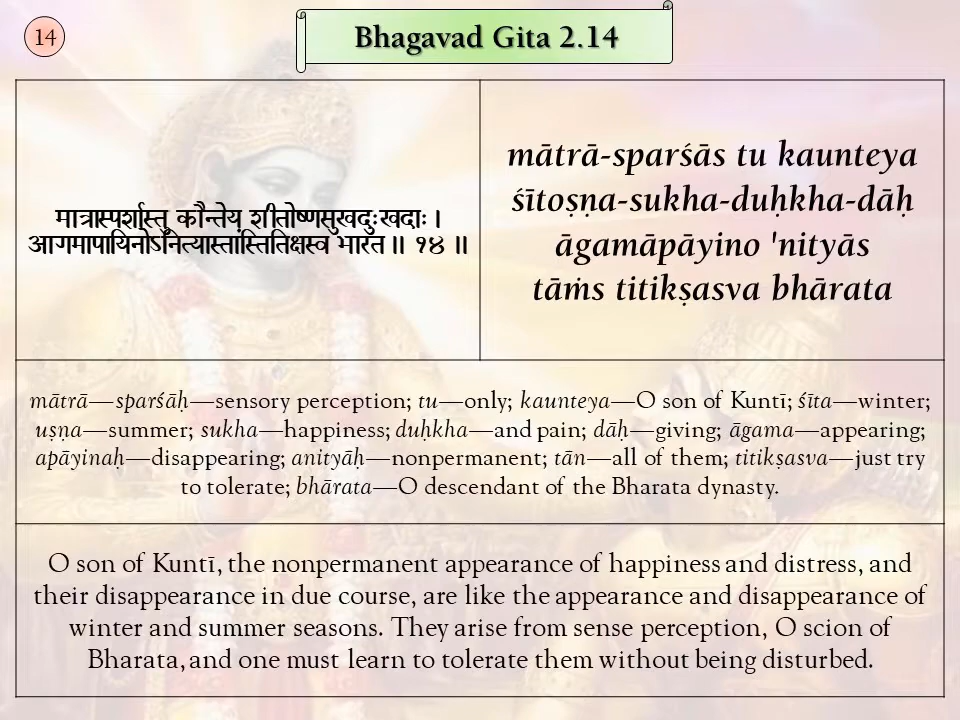 14
Bhagavad Gita 2.14
मात्रास्पर्शास्तु कौन्तेय शीतोष्णसुखदुःखदाः ।
आगमापायिनोऽनित्यास्तांस्तितिक्षस्व भारत ॥ १४ ॥
mātrā-sparśās tu kaunteya
śītoṣṇa-sukha-duḥkha-dāḥ
āgamāpāyino 'nityās
tāṁs titikṣasva bhārata
mātrā—sparśāḥ—sensory perception; tu—only; kaunteya—O son of Kuntī; śīta—winter;
uṣṇa—summer; sukha—happiness; duḥkha—and pain; dāḥ—giving; āgama—appearing;
apāyinaḥ—disappearing; anityāḥ—nonpermanent; tān—all of them; titikṣasva—just try
to tolerate; bhārata—O descendant of the Bharata dynasty.
O son of Kuntī, the nonpermanent appearance of happiness and distress, and
their disappearance in due course, are like the appearance and disappearance of
winter and summer seasons. They arise from sense perception, O scion of
Bharata, and one must learn to tolerate them without being disturbed.